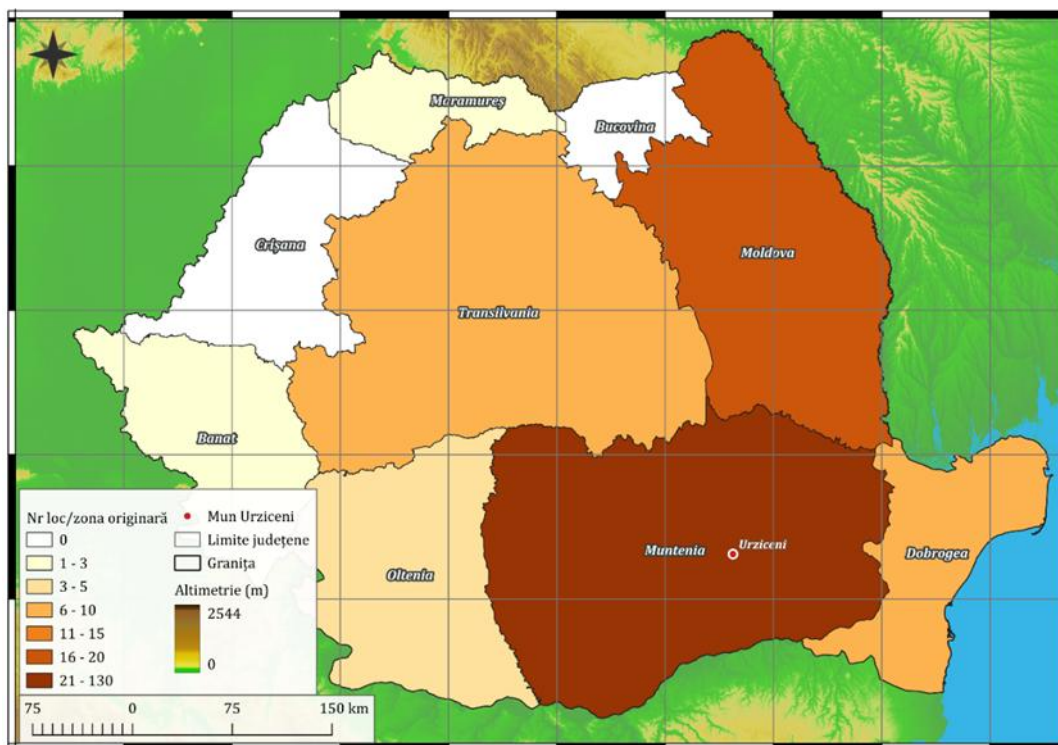 Maramureș
Bucovina
Crișana
Moldova
Transilvania
Banat
Nr loc/zona originară
0
1 - 3
3 - 5
6 - 10
11 - 15
16 - 20
21 - 130
Mun Urziceni
Limite județene
Granița
Altimetrie (m)
2544
0
Oltenia
Muntenia
Urziceni
Dobrogea
75 0 75 150 km